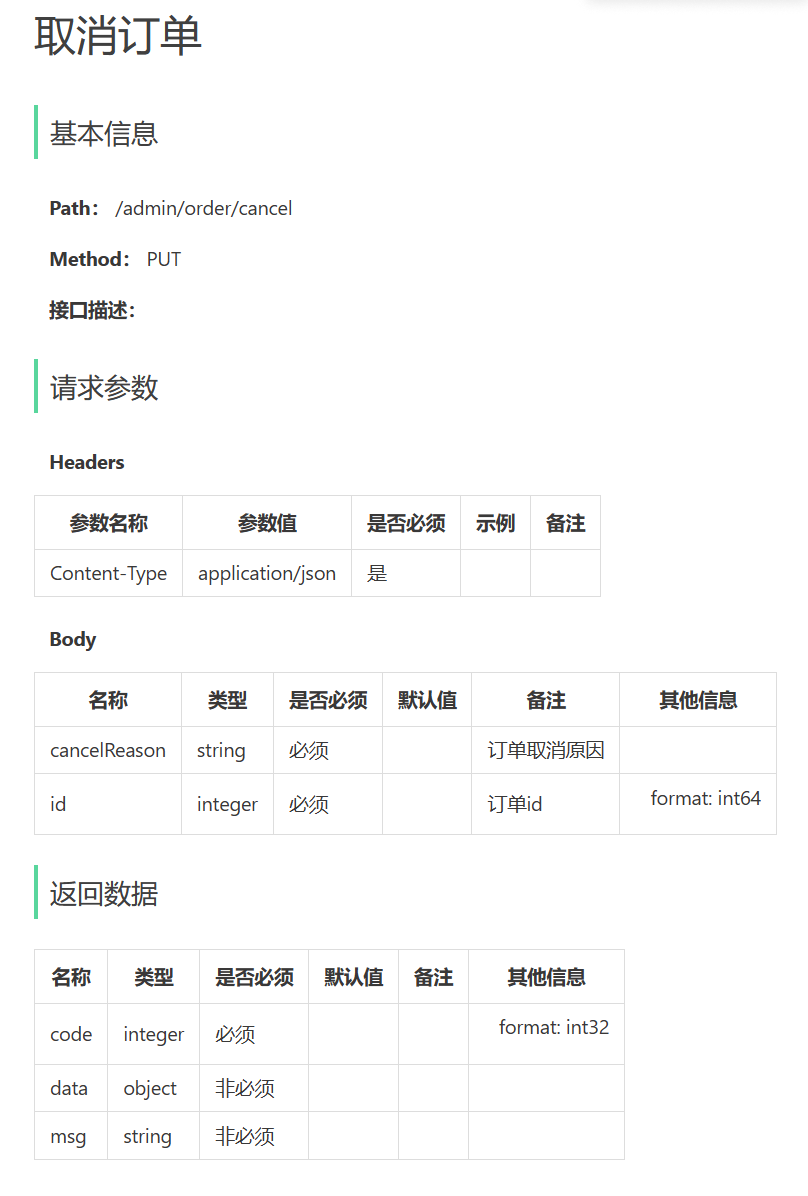 取消订单
基本信息
Path： /admin/order/cancel
Method： PUT
接口描述：
请求参数
Headers
参数名称 参数值 是否必须 示例 备注
Content-Type application/json 是
Body
名称 类型 是否必须 默认值 备注 其他信息
cancelReason string 必须 订单取消原因
id integer 必须 订单id format: int64
返回数据
名称 类型 是否必须 默认值 备注 其他信息
code integer 必须 format: int32
data object 非必须
msg string 非必须